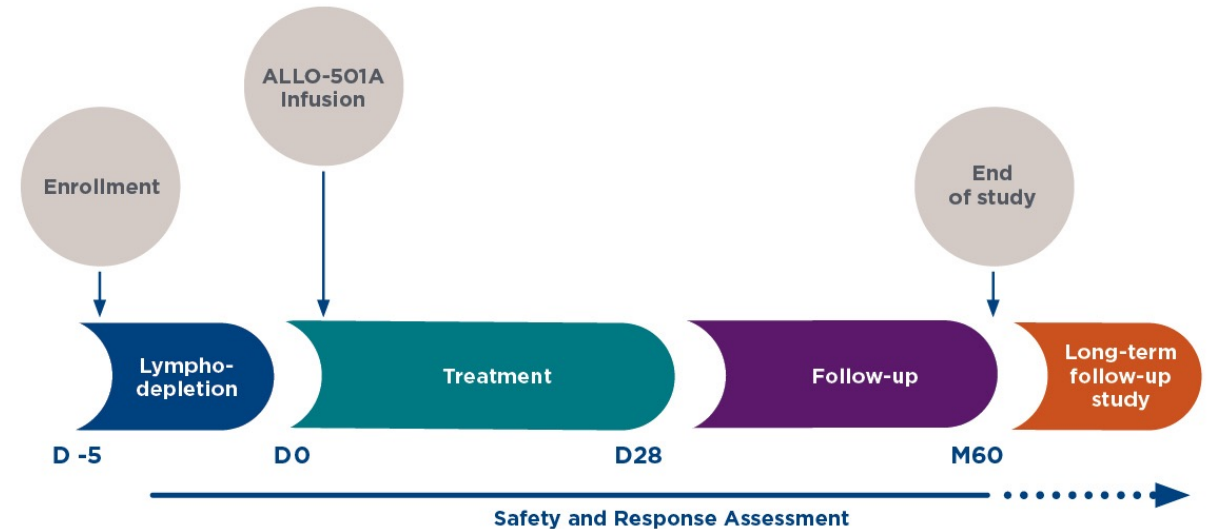 ALLO-501A
Infusion
Enrollment
End
of study
Lympho-
depletion
Treatment
Follow-up
Long-term
follow-up
study
D -5
D0
D28
M60
Safety and Response Assessment